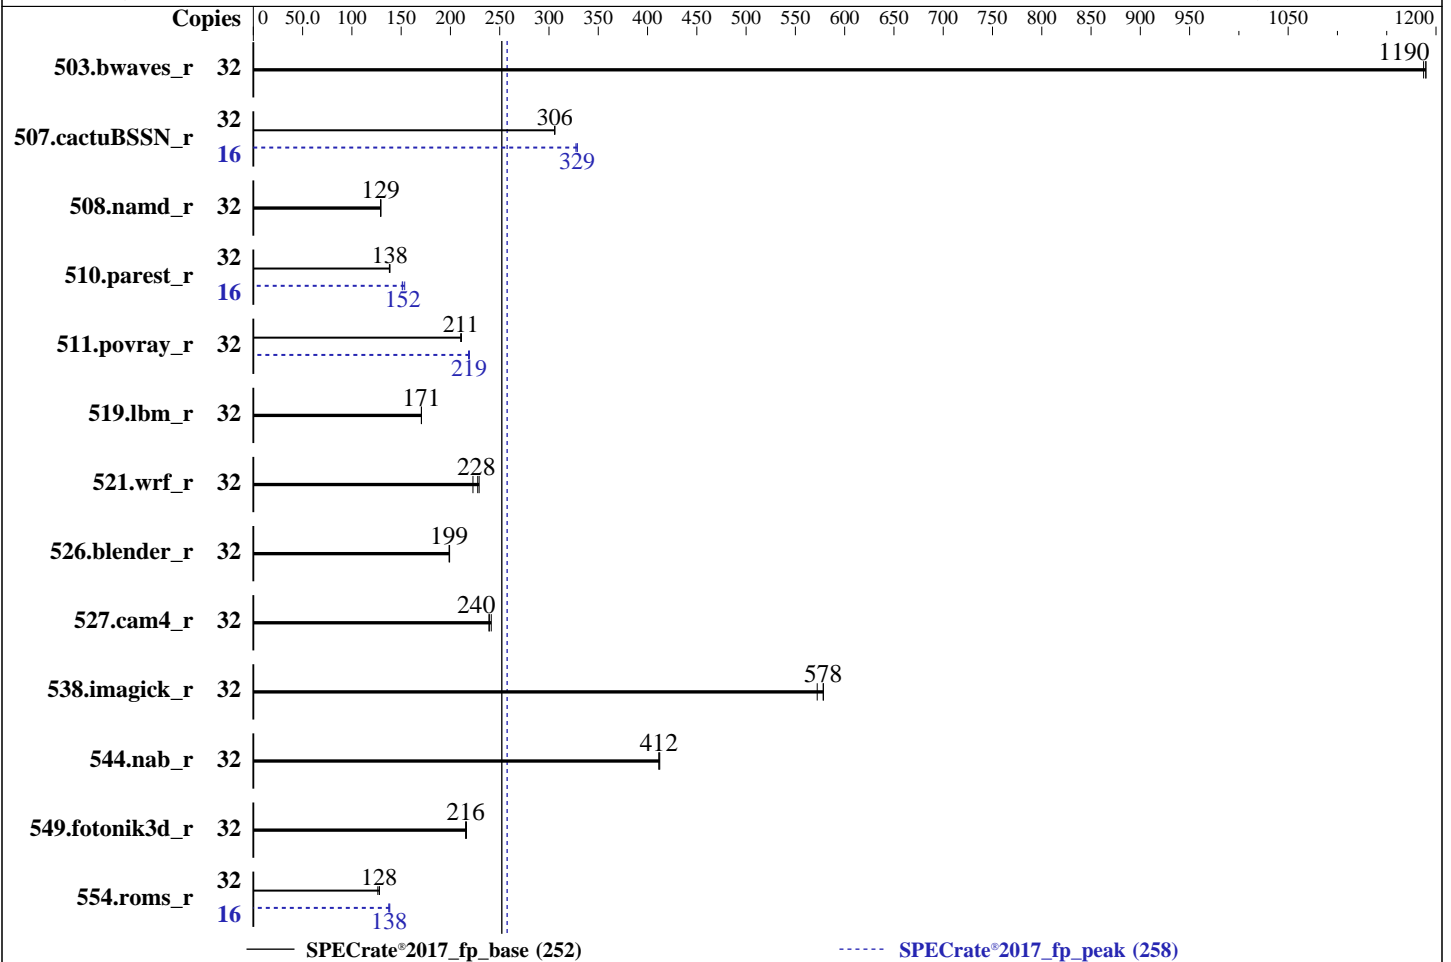 Copies 0 50.0 100 150 200 250 300 350 400 450 500 550 600 650 700 750 800 850 900 950 1050 1200
503.bwaves_r 32 1190
507.cactuBSSN_r 32 306
16 329
508.namd_r 32 129
510.parest_r 32 138
16 152
511.povray_r 32 211
219
519.lbm_r 32 171
521.wrf_r 32 228
526.blender_r 32 199
527.cam4_r 32 240
538.imagick_r 32 578
544.nab_r 32 412
549.fotonik3d_r 32 216
554.roms_r 32 128
16 138
SPECrate®2017_fp_base (252) SPECrate®2017_fp_peak (258)